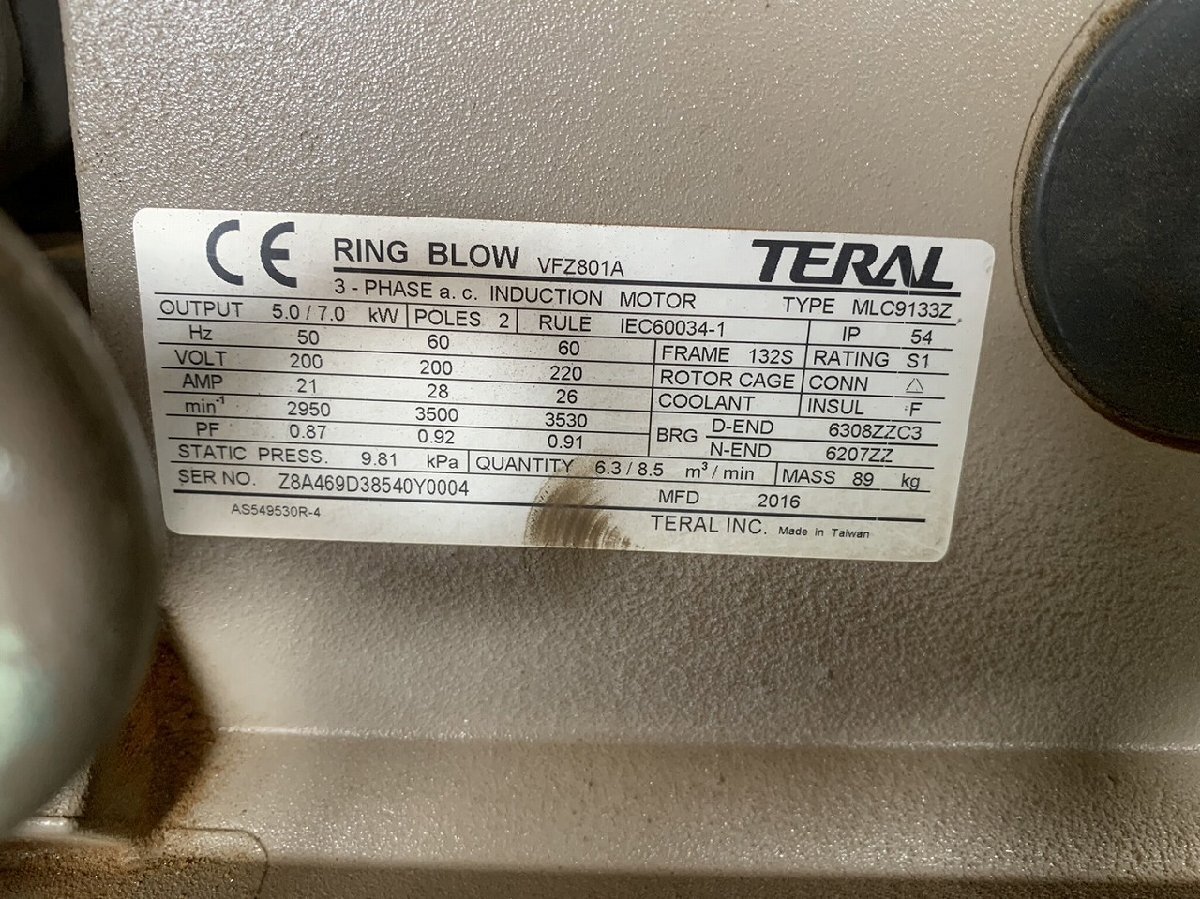 CE RING BLOW VFZ801A TERAL
3 - PHASE a. c. INDUCTION MOTOR TYPE MLC9133Z
OUTPUT 5.0 / 7.0 kW POLES 2 RULE IEC60034-1 IP 54
Hz 50 60 60 FRAME 132S RATING S1
VOLT 200 200 220 ROTOR CAGE CONN △
AMP 21 28 26 COOLANT INSUL F
min⁻¹ 2950 3500 3530 BRG D-END 6308ZZC3
PF 0.87 0.92 0.91 N-END 6207ZZ
STATIC PRESS. 9.81 kPa QUANTITY 6.3 / 8.5 m³ / min MASS 89 kg
SER NO. Z8A469D38540Y0004 MFD 2016
AS549530R-4 TERAL INC. Made in Taiwan